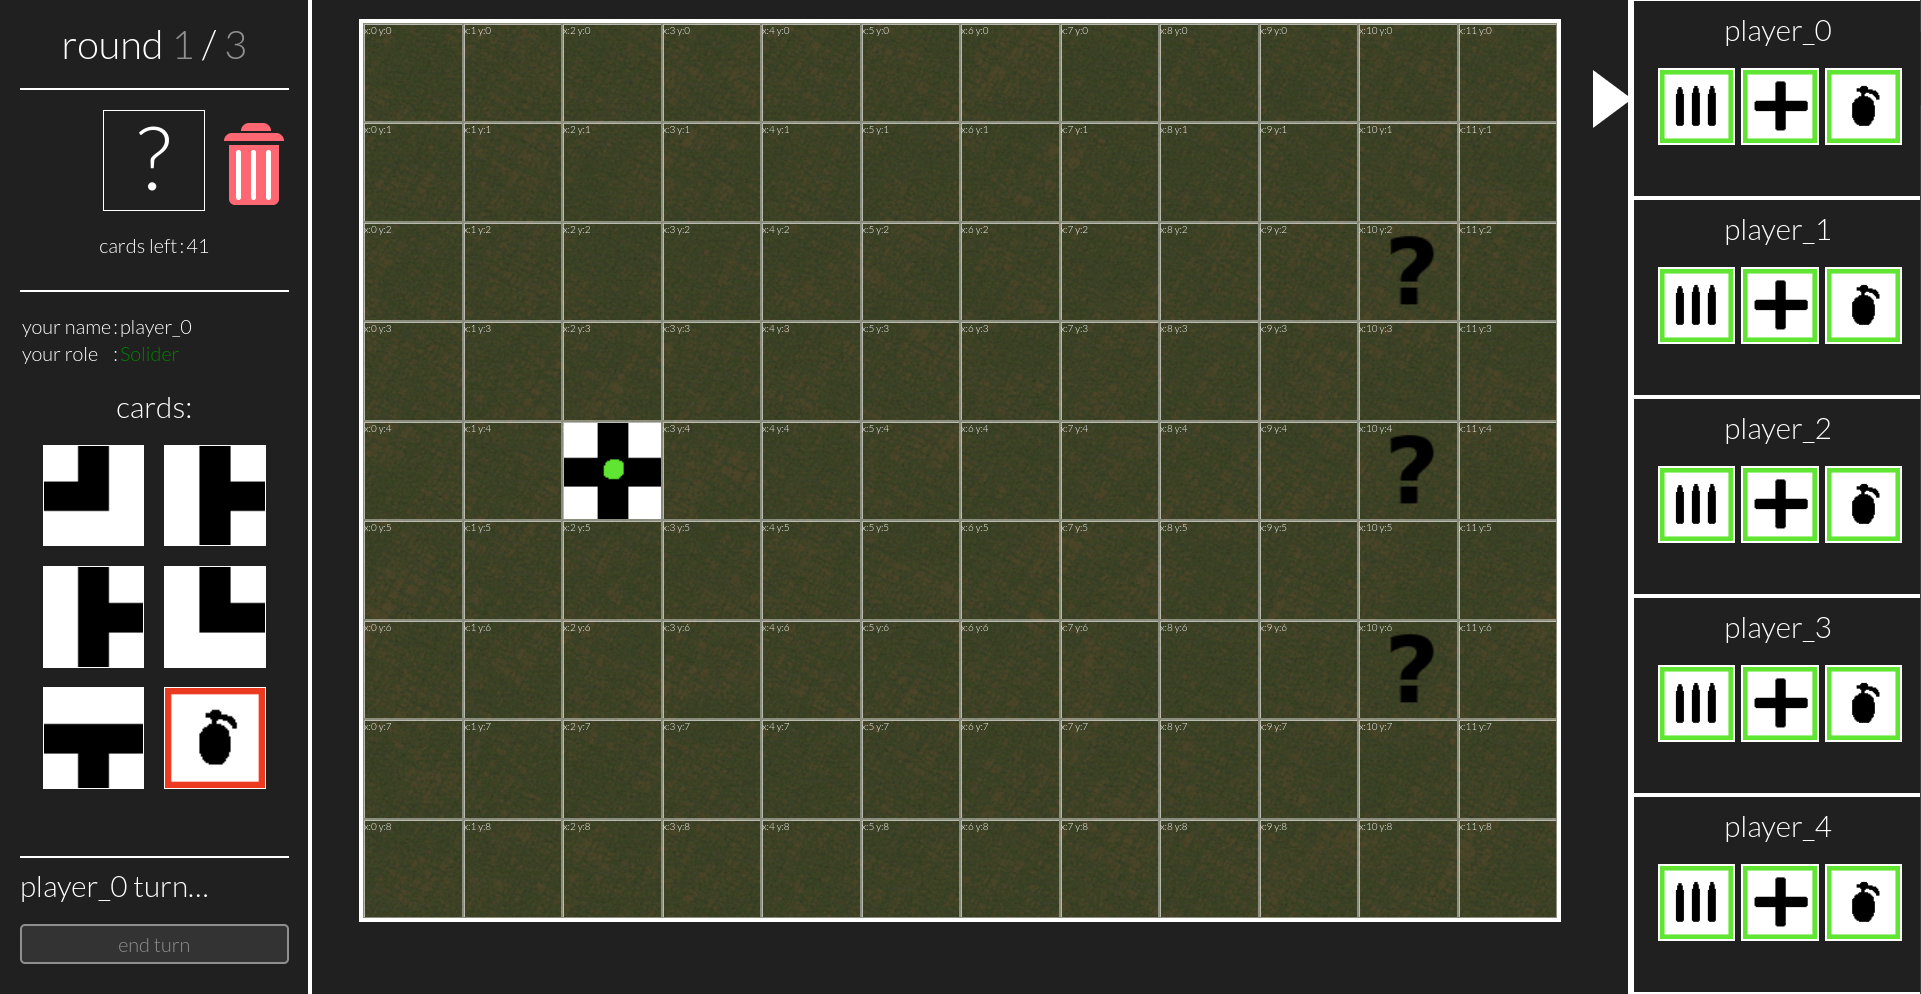 round 1 / 3
?
cards left : 41
your name : player_0
your role : Solider
cards:
player_0 turn...
end turn
x:0 y:0 x:1 y:0 x:2 y:0 x:3 y:0 x:4 y:0 x:5 y:0 x:6 y:0 x:7 y:0 x:8 y:0 x:9 y:0 x:10 y:0 x:11 y:0
x:0 y:1 x:1 y:1 x:2 y:1 x:3 y:1 x:4 y:1 x:5 y:1 x:6 y:1 x:7 y:1 x:8 y:1 x:9 y:1 x:10 y:1 x:11 y:1
x:0 y:2 x:1 y:2 x:2 y:2 x:3 y:2 x:4 y:2 x:5 y:2 x:6 y:2 x:7 y:2 x:8 y:2 x:9 y:2 x:10 y:2 x:11 y:2
?
x:0 y:3 x:1 y:3 x:2 y:3 x:3 y:3 x:4 y:3 x:5 y:3 x:6 y:3 x:7 y:3 x:8 y:3 x:9 y:3 x:10 y:3 x:11 y:3
x:0 y:4 x:1 y:4 x:3 y:4 x:4 y:4 x:5 y:4 x:6 y:4 x:7 y:4 x:8 y:4 x:9 y:4 x:10 y:4 x:11 y:4
?
x:0 y:5 x:1 y:5 x:2 y:5 x:3 y:5 x:4 y:5 x:5 y:5 x:6 y:5 x:7 y:5 x:8 y:5 x:9 y:5 x:10 y:5 x:11 y:5
x:0 y:6 x:1 y:6 x:2 y:6 x:3 y:6 x:4 y:6 x:5 y:6 x:6 y:6 x:7 y:6 x:8 y:6 x:9 y:6 x:10 y:6 x:11 y:6
?
x:0 y:7 x:1 y:7 x:2 y:7 x:3 y:7 x:4 y:7 x:5 y:7 x:6 y:7 x:7 y:7 x:8 y:7 x:9 y:7 x:10 y:7 x:11 y:7
x:0 y:8 x:1 y:8 x:2 y:8 x:3 y:8 x:4 y:8 x:5 y:8 x:6 y:8 x:7 y:8 x:8 y:8 x:9 y:8 x:10 y:8 x:11 y:8
player_0
player_1
player_2
player_3
player_4